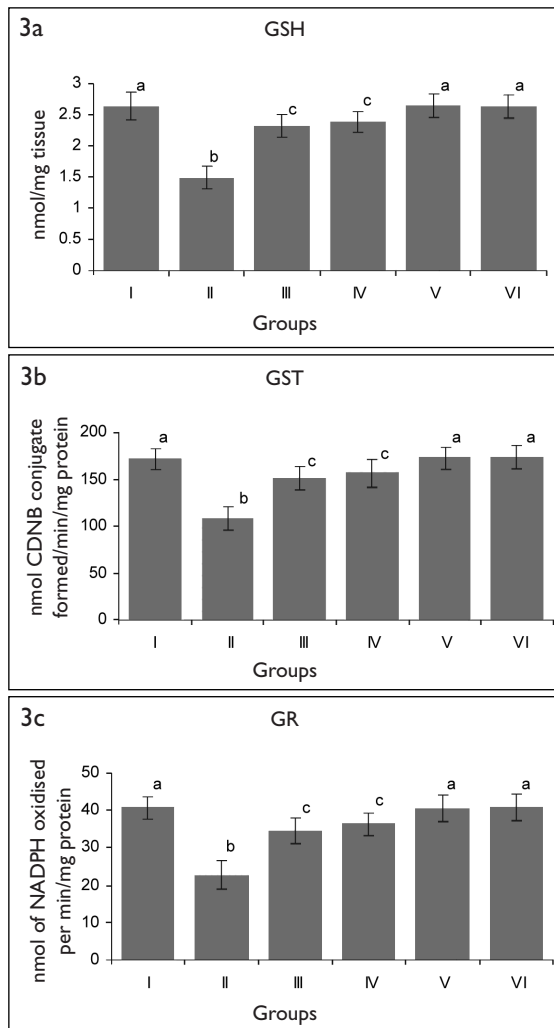 3a
GSH
nmol/mg tissue
3
2.5
2
1.5
1
0.5
0
a
b
c
c
a
a
I
II
III
IV
V
VI
Groups
3b
GST
nmol CDNB conjugate
formed/min/mg protein
200
150
100
50
0
a
b
c
c
a
a
I
II
III
IV
V
VI
Groups
3c
GR
nmol of NADPH oxidised
per min/mg protein
50
40
30
20
10
0
a
b
c
c
a
a
I
II
III
IV
V
VI
Groups